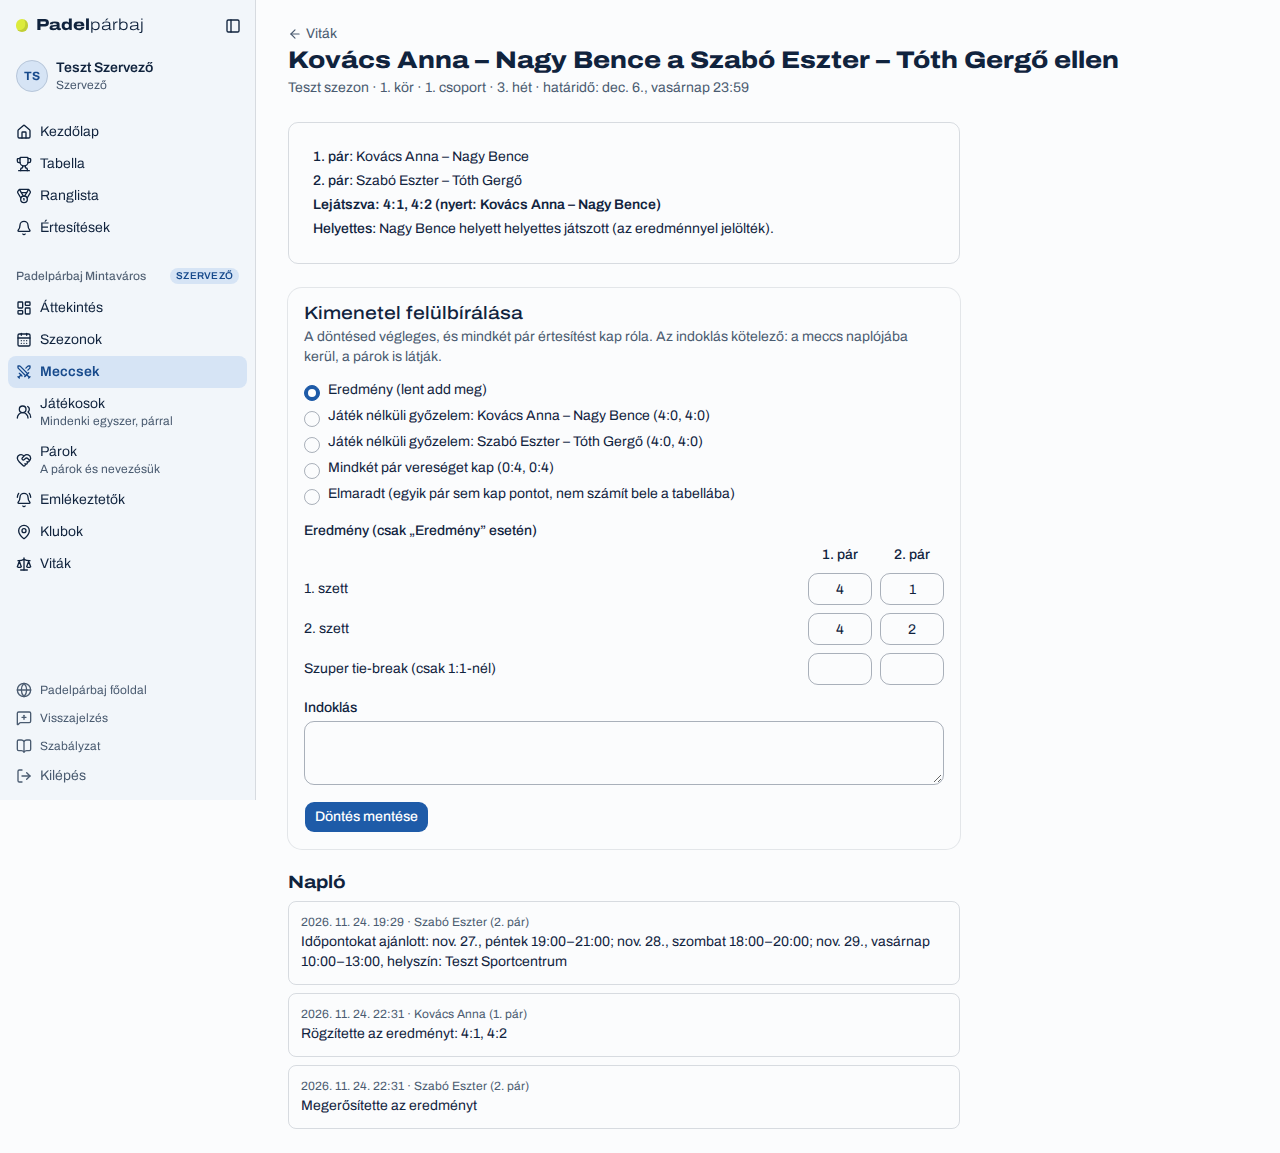 Padelpárbaj
TS
Teszt Szervező
Szervező
Kezdőlap
Tabella
Ranglista
Értesítések
Padelpárbaj Mintaváros
SZERVEZŐ
Áttekintés
Szezonok
Meccsek
Játékosok
Mindenki egyszer, párral
Párok
A párok és nevezésük
Emlékeztetők
Klubok
Viták
Padelpárbaj főoldal
Visszajelzés
Szabályzat
Kilépés
Viták
Kovács Anna – Nagy Bence a Szabó Eszter – Tóth Gergő ellen
Teszt szezon · 1. kör · 1. csoport · 3. hét · határidő: dec. 6., vasárnap 23:59
1. pár: Kovács Anna – Nagy Bence
2. pár: Szabó Eszter – Tóth Gergő
Lejátszva: 4:1, 4:2 (nyert: Kovács Anna – Nagy Bence)
Helyettes: Nagy Bence helyett helyettes játszott (az eredménnyel jelölték).
Kimenetel felülbírálása
A döntésed végleges, és mindkét pár értesítést kap róla. Az indoklás kötelező: a meccs naplójába
kerül, a párok is látják.
Eredmény (lent add meg)
Játék nélküli győzelem: Kovács Anna – Nagy Bence (4:0, 4:0)
Játék nélküli győzelem: Szabó Eszter – Tóth Gergő (4:0, 4:0)
Mindkét pár vereséget kap (0:4, 0:4)
Elmaradt (egyik pár sem kap pontot, nem számít bele a tabellába)
Eredmény (csak „Eredmény” esetén)
1. pár 2. pár
1. szett 4 1
2. szett 4 2
Szuper tie-break (csak 1:1-nél)
Indoklás
Döntés mentése
Napló
2026. 11. 24. 19:29 · Szabó Eszter (2. pár)
Időpontokat ajánlott: nov. 27., péntek 19:00–21:00; nov. 28., szombat 18:00–20:00; nov. 29., vasárnap
10:00–13:00, helyszín: Teszt Sportcentrum
2026. 11. 24. 22:31 · Kovács Anna (1. pár)
Rögzítette az eredményt: 4:1, 4:2
2026. 11. 24. 22:31 · Szabó Eszter (2. pár)
Megerősítette az eredményt